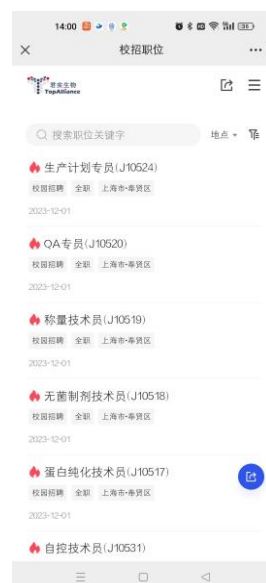 14:00
校招职位
君实生物
TopAlliance
搜索职位关键字
地点
生产计划专员(J10524)
校园招聘 全职 上海市-奉贤区
2023-12-01
QA专员(J10520)
校园招聘 全职 上海市-奉贤区
2023-12-01
称量技术员(J10519)
校园招聘 全职 上海市-奉贤区
2023-12-01
无菌制剂技术员(J10518)
校园招聘 全职 上海市-奉贤区
2023-12-01
蛋白纯化技术员(J10517)
校园招聘 全职 上海市-奉贤区
2023-12-01
自控技术员(J10531)